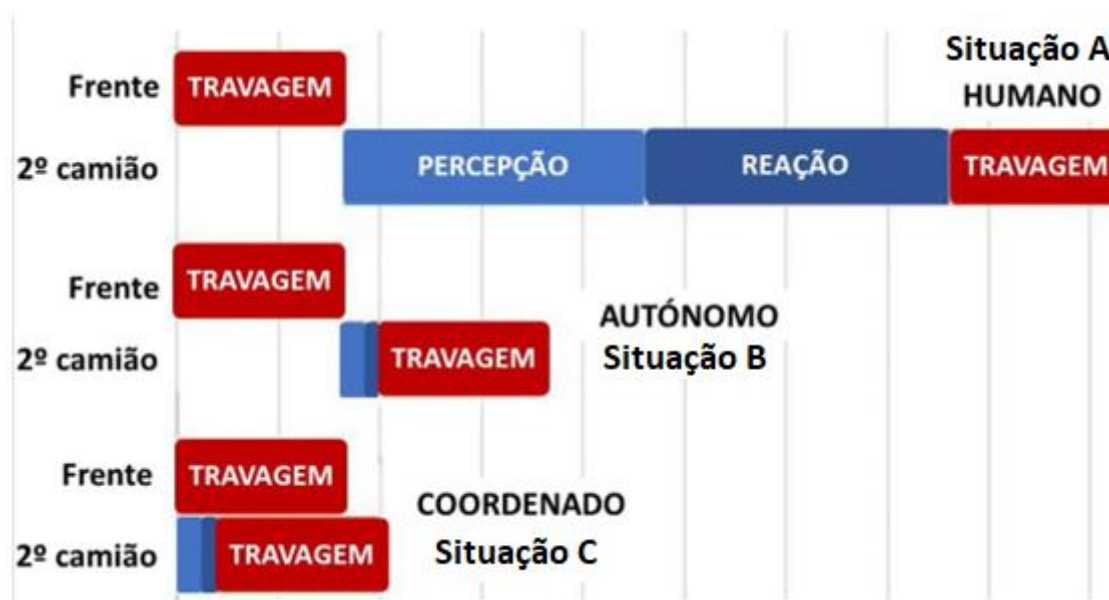 Situação A
Frente TRAVAGEM HUMANO
2º camião PERCEPÇÃO REAÇÃO TRAVAGEM
Frente TRAVAGEM
AUTÓNOMO
2º camião TRAVAGEM Situação B
Frente TRAVAGEM
COORDENADO
2º camião TRAVAGEM Situação C